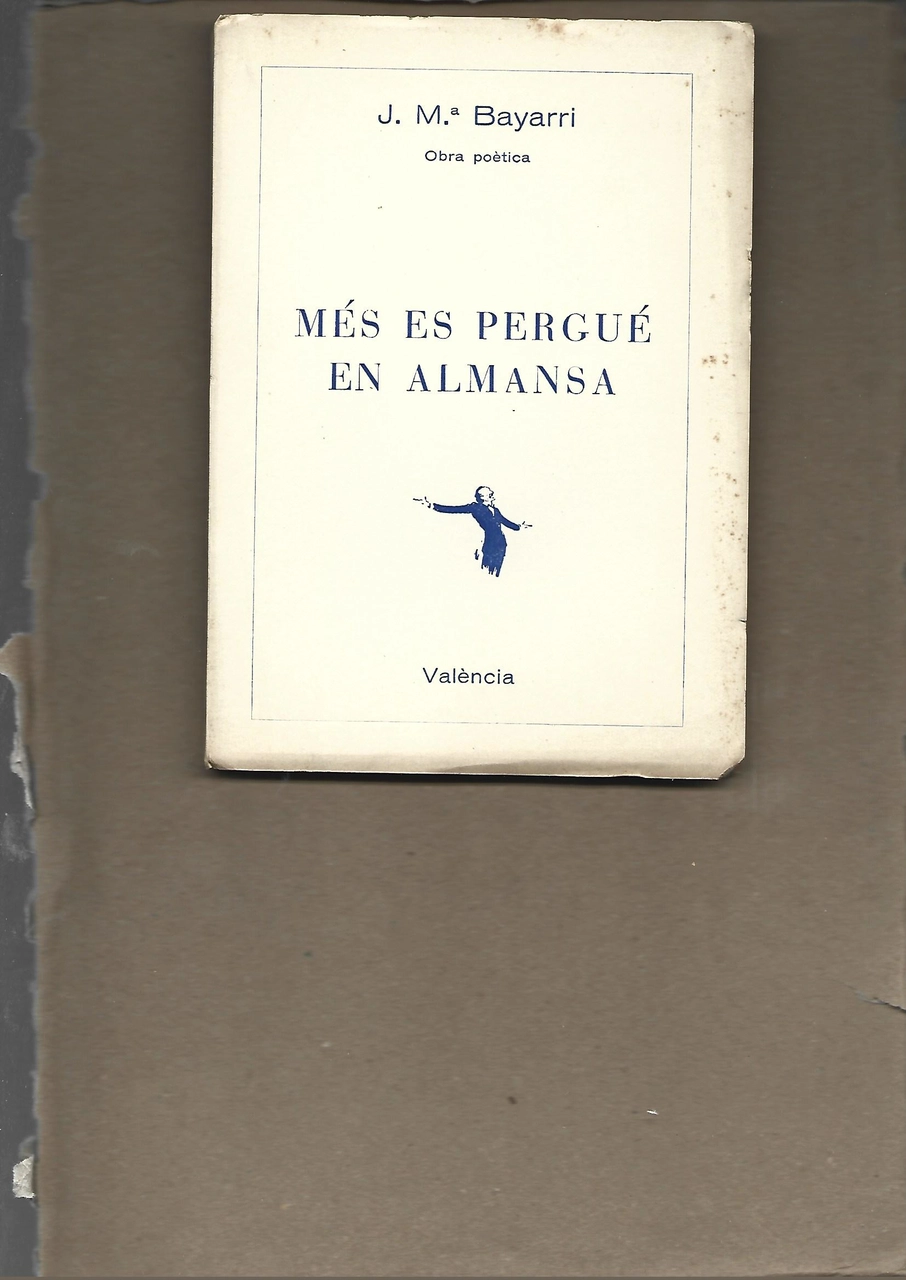 J. M.ª Bayarri
Obra poètica
MÉS ES PERGUÉ
EN ALMANSA
València